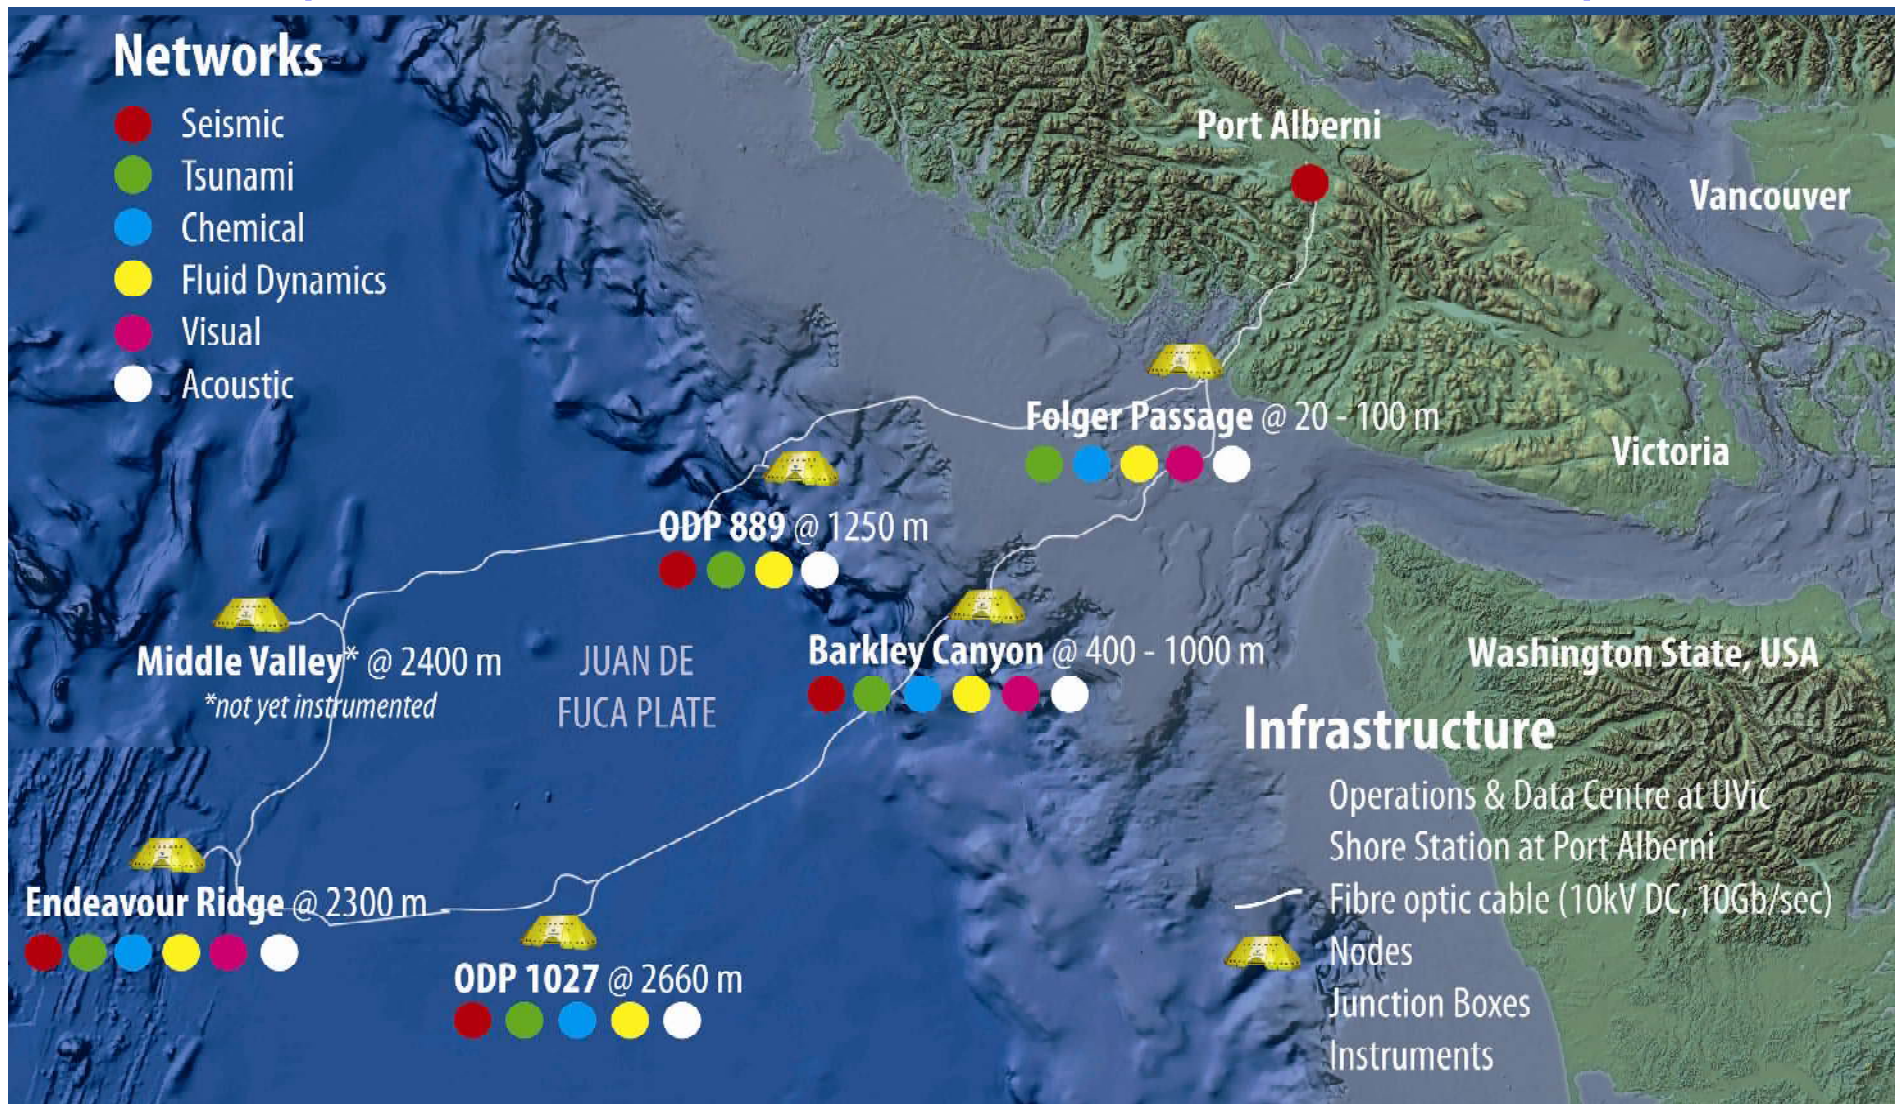 Networks
Seismic
Tsunami
Chemical
Fluid Dynamics
Visual
Acoustic
Port Alberni
Vancouver
Folger Passage @ 20 - 100 m
Victoria
ODP 889 @ 1250 m
Middle Valley* @ 2400 m
*not yet instrumented
JUAN DE
FUCA PLATE
Barkley Canyon @ 400 - 1000 m
Washington State, USA
Endeavour Ridge @ 2300 m
ODP 1027 @ 2660 m
Infrastructure
Operations & Data Centre at UVic
Shore Station at Port Alberni
Fibre optic cable (10kV DC, 10Gb/sec)
Nodes
Junction Boxes
Instruments